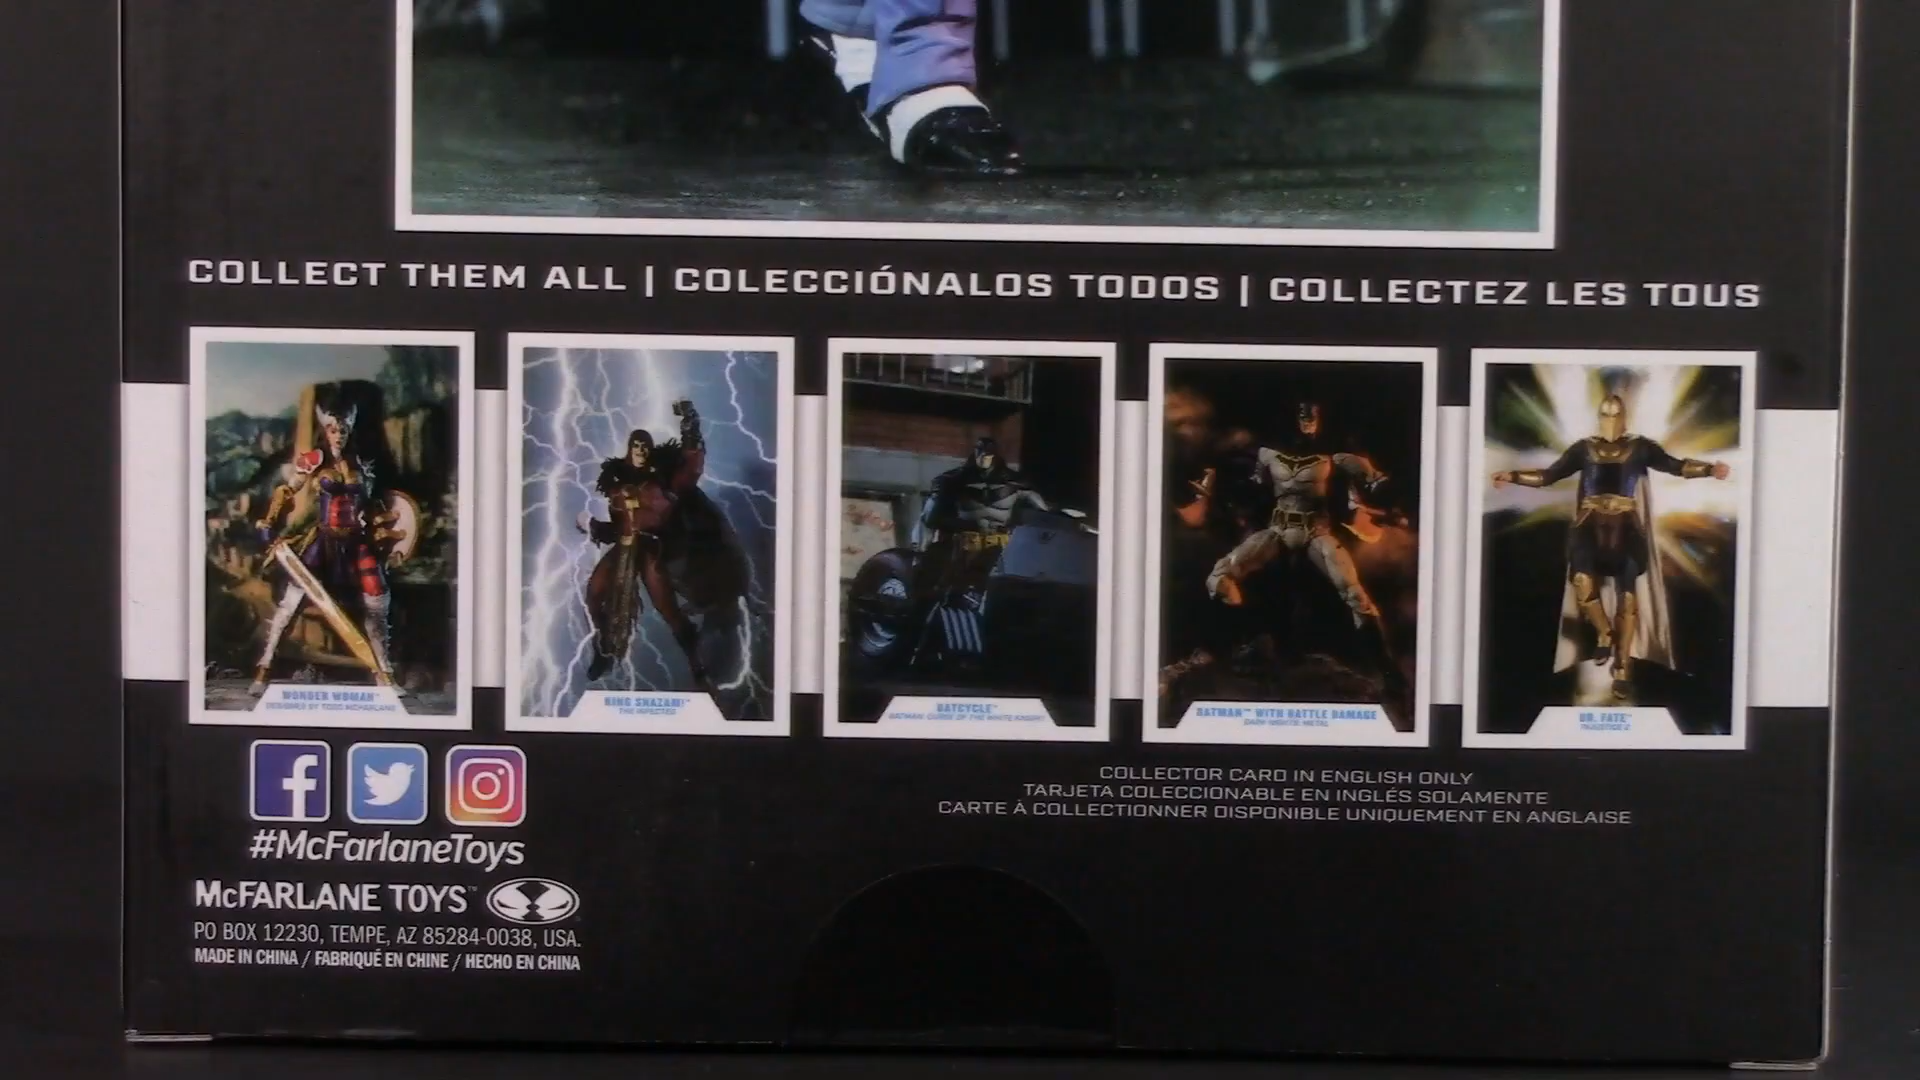 COLLECT THEM ALL | COLECCIÓNALOS TODOS | COLLECTEZ LES TOUS
WONDER WOMAN™
DESIGNED BY TODD MCFARLANE
KING SHAZAM!™
THE INFECTED
BATCYCLE™
BATMAN: CURSE OF THE WHITE KNIGHT
BATMAN™ WITH BATTLE DAMAGE
DARK NIGHTS: METAL
DR. FATE™
INJUSTICE 2
#McFarlaneToys
McFARLANE TOYS™
PO BOX 12230, TEMPE, AZ 85284-0038, USA.
MADE IN CHINA / FABRIQUÉ EN CHINE / HECHO EN CHINA
COLLECTOR CARD IN ENGLISH ONLY
TARJETA COLECCIONABLE EN INGLÉS SOLAMENTE
CARTE À COLLECTIONNER DISPONIBLE UNIQUEMENT EN ANGLAISE